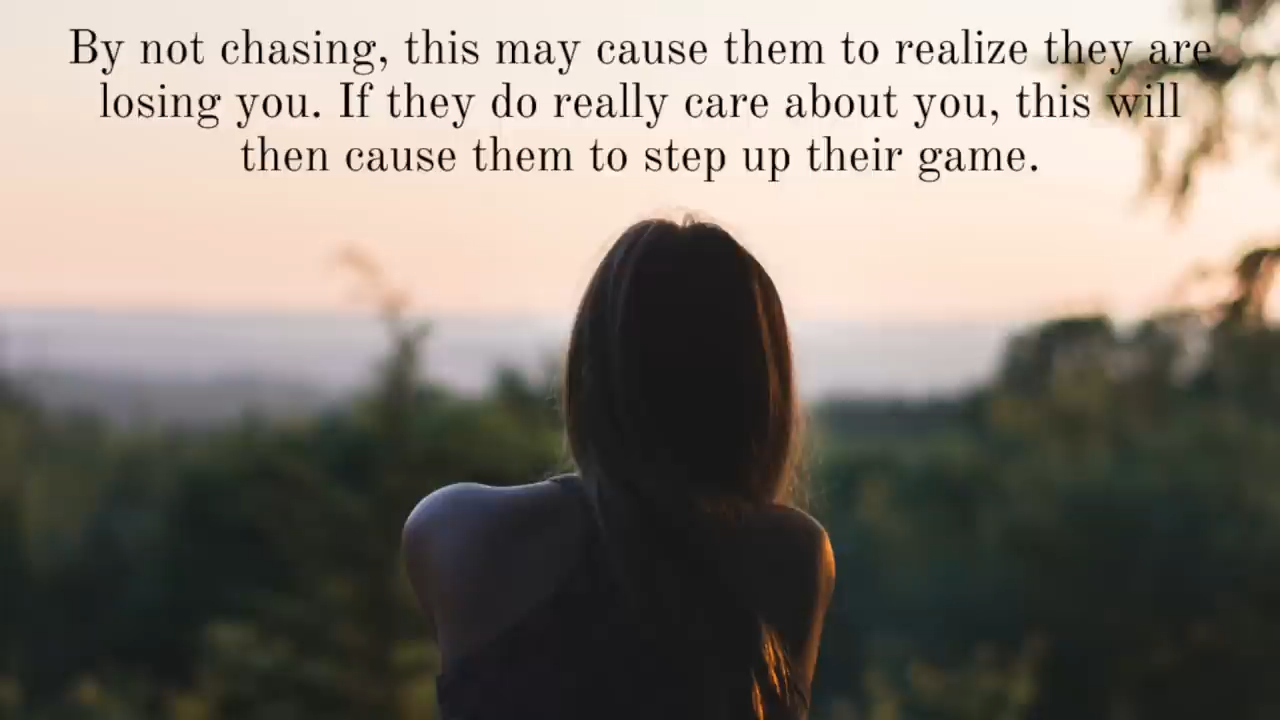 By not chasing, this may cause them to realize they are
losing you. If they do really care about you, this will
then cause them to step up their game.